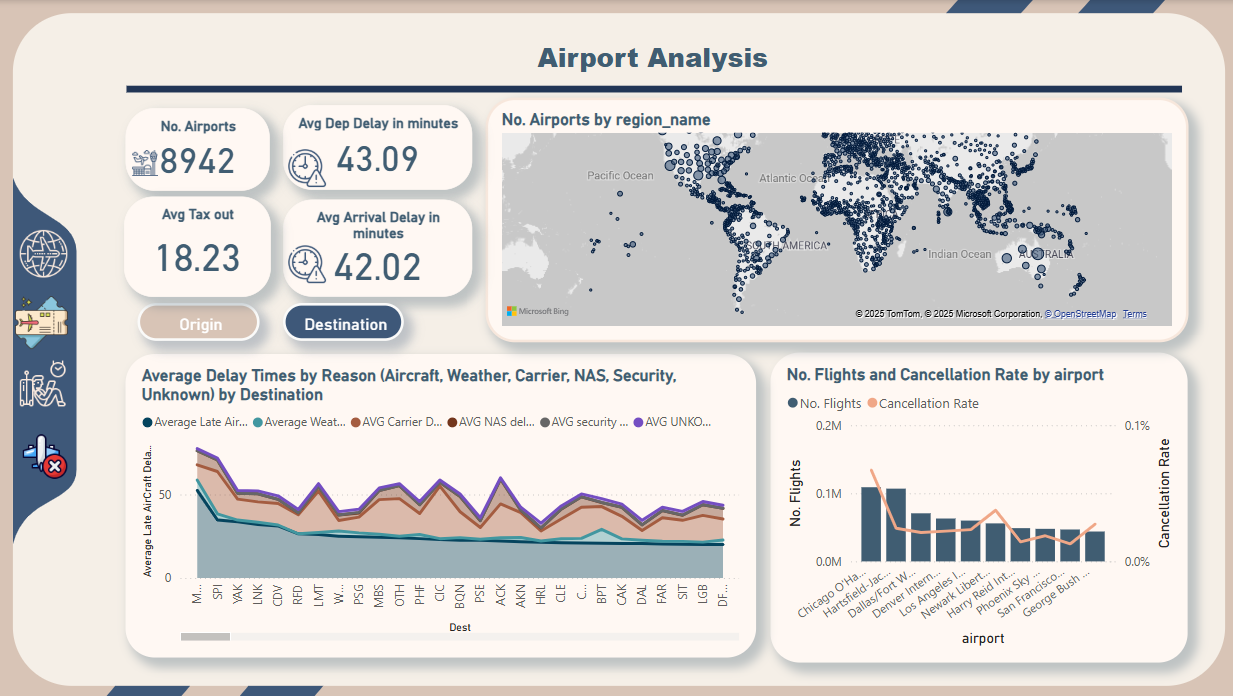 Airport Analysis
No. Airports
8942
Avg Dep Delay in minutes
43.09
Avg Tax out
18.23
Avg Arrival Delay in
minutes
42.02
Origin
Destination
No. Airports by region_name
Pacific Ocean
Atlantic Ocean
SOUTH AMERICA
Indian Ocean
AUSTRALIA
Microsoft Bing
© 2025 TomTom, © 2025 Microsoft Corporation, © OpenStreetMap Terms
Average Delay Times by Reason (Aircraft, Weather, Carrier, NAS, Security,
Unknown) by Destination
Average Late Air... Average Weat... AVG Carrier D... AVG NAS del... AVG security ... AVG UNKO...
Average Late AirCraft Dela...
50
0
M... SPI YAK LNK CDV RFD LMT W... PSG MBS OTH PHF CIC BQN PSE ACK AKN HRL CLE C... BPT CAK DAL FAR SIT LGB DF...
Dest
No. Flights and Cancellation Rate by airport
No. Flights Cancellation Rate
No. Flights
0.2M
0.1M
0.0M
0.1%
0.0%
Cancellation Rate
Chicago O'Ha...
Hartsfield-Jac...
Dallas/Fort W...
Denver Intern...
Los Angeles I...
Newark Libert...
Harry Reid Int...
Phoenix Sky ...
San Francisco...
George Bush ...
airport